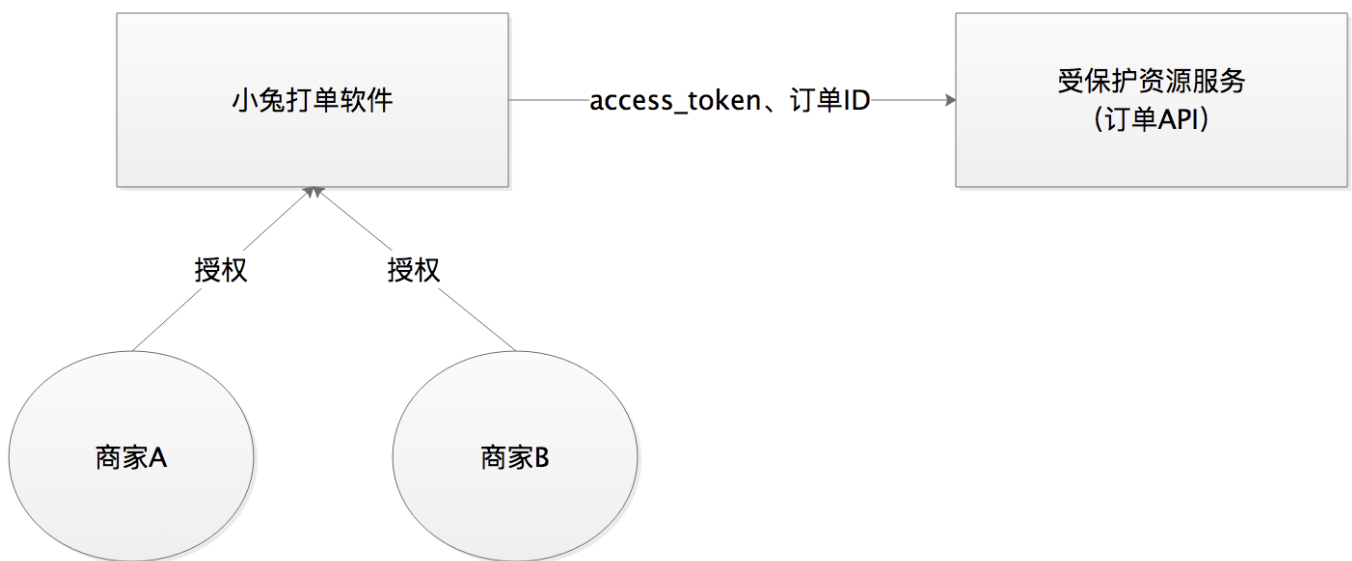 小兔打单软件
access_token、订单ID
受保护资源服务
（订单API）
授权
授权
商家A
商家B